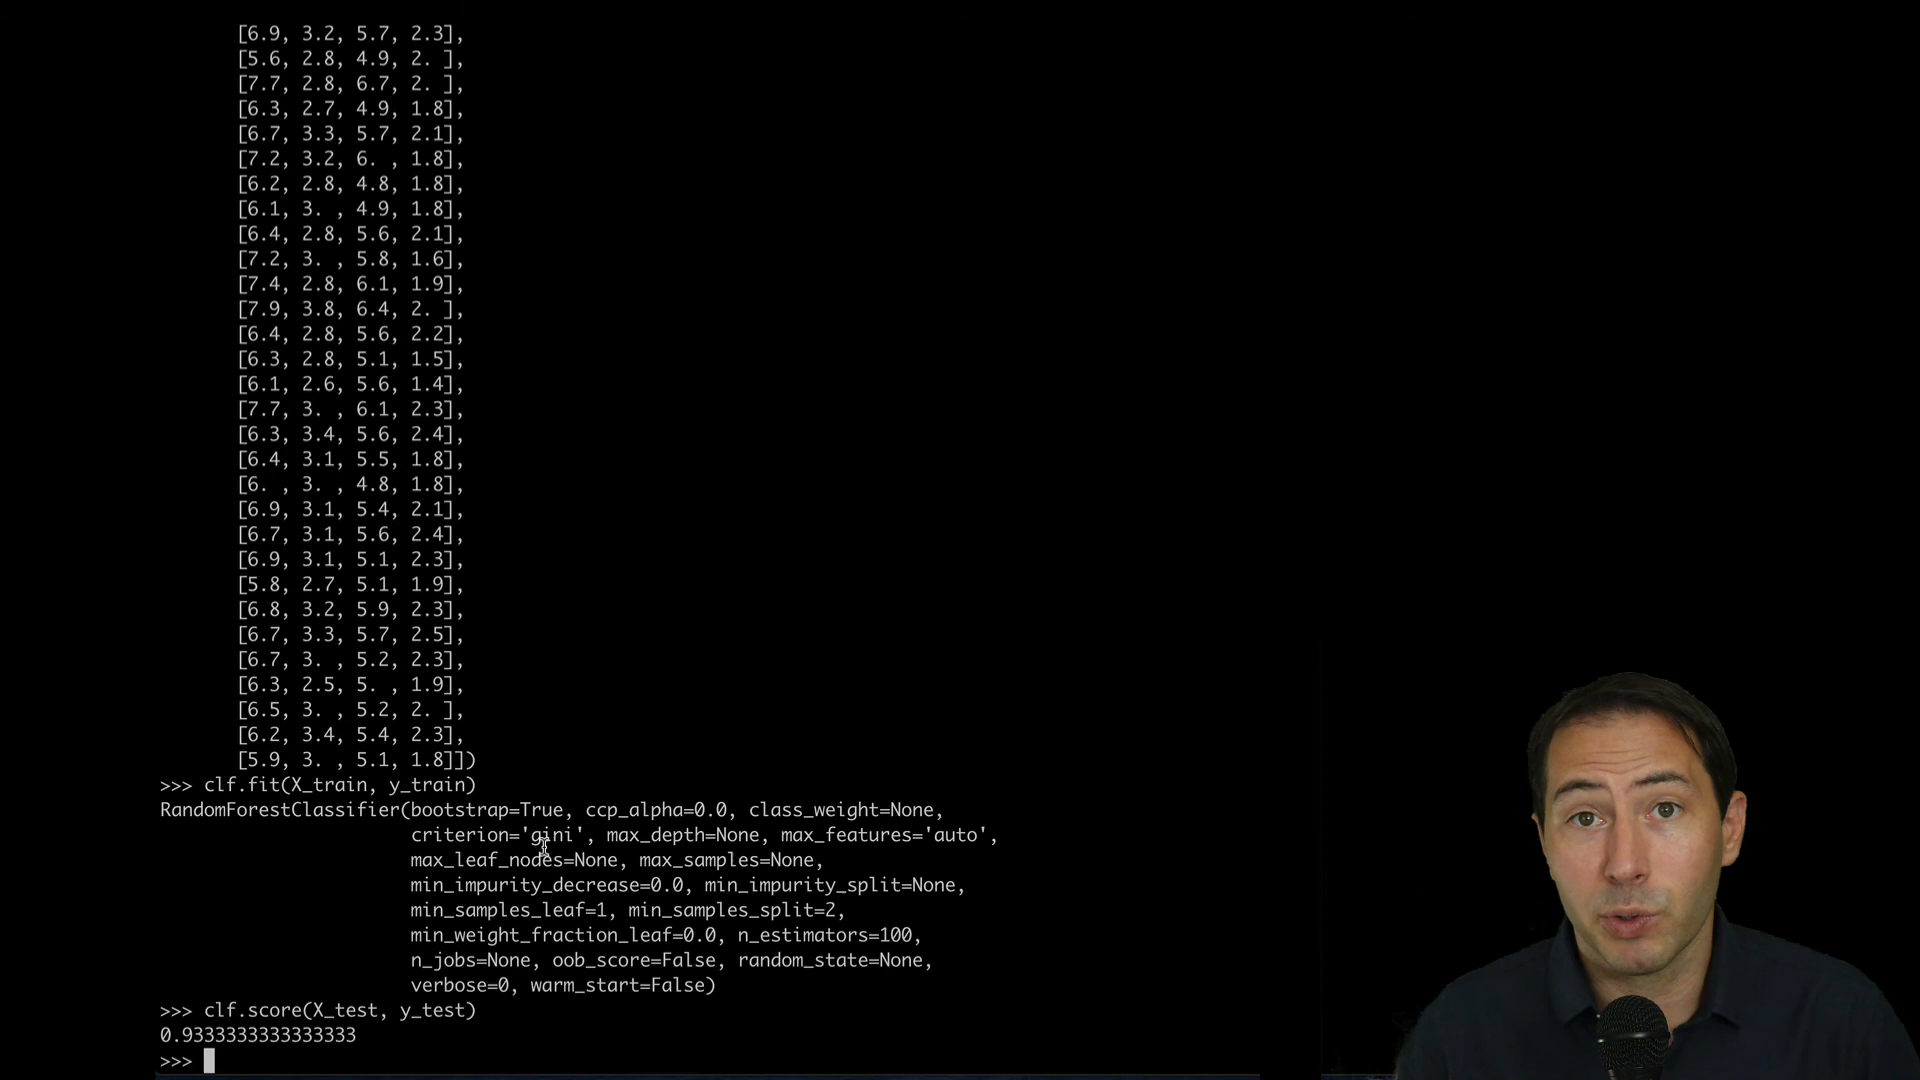 [6.9, 3.2, 5.7, 2.3],
[5.6, 2.8, 4.9, 2. ],
[7.7, 2.8, 6.7, 2. ],
[6.3, 2.7, 4.9, 1.8],
[6.7, 3.3, 5.7, 2.1],
[7.2, 3.2, 6. , 1.8],
[6.2, 2.8, 4.8, 1.8],
[6.1, 3. , 4.9, 1.8],
[6.4, 2.8, 5.6, 2.1],
[7.2, 3. , 5.8, 1.6],
[7.4, 2.8, 6.1, 1.9],
[7.9, 3.8, 6.4, 2. ],
[6.4, 2.8, 5.6, 2.2],
[6.3, 2.8, 5.1, 1.5],
[6.1, 2.6, 5.6, 1.4],
[7.7, 3. , 6.1, 2.3],
[6.3, 3.4, 5.6, 2.4],
[6.4, 3.1, 5.5, 1.8],
[6. , 3. , 4.8, 1.8],
[6.9, 3.1, 5.4, 2.1],
[6.7, 3.1, 5.6, 2.4],
[6.9, 3.1, 5.1, 2.3],
[5.8, 2.7, 5.1, 1.9],
[6.8, 3.2, 5.9, 2.3],
[6.7, 3.3, 5.7, 2.5],
[6.7, 3. , 5.2, 2.3],
[6.3, 2.5, 5. , 1.9],
[6.5, 3. , 5.2, 2. ],
[6.2, 3.4, 5.4, 2.3],
[5.9, 3. , 5.1, 1.8]])
>>> clf.fit(X_train, y_train)
RandomForestClassifier(bootstrap=True, ccp_alpha=0.0, class_weight=None,
criterion='gini', max_depth=None, max_features='auto',
max_leaf_nodes=None, max_samples=None,
min_impurity_decrease=0.0, min_impurity_split=None,
min_samples_leaf=1, min_samples_split=2,
min_weight_fraction_leaf=0.0, n_estimators=100,
n_jobs=None, oob_score=False, random_state=None,
verbose=0, warm_start=False)
>>> clf.score(X_test, y_test)
0.9333333333333333
>>>